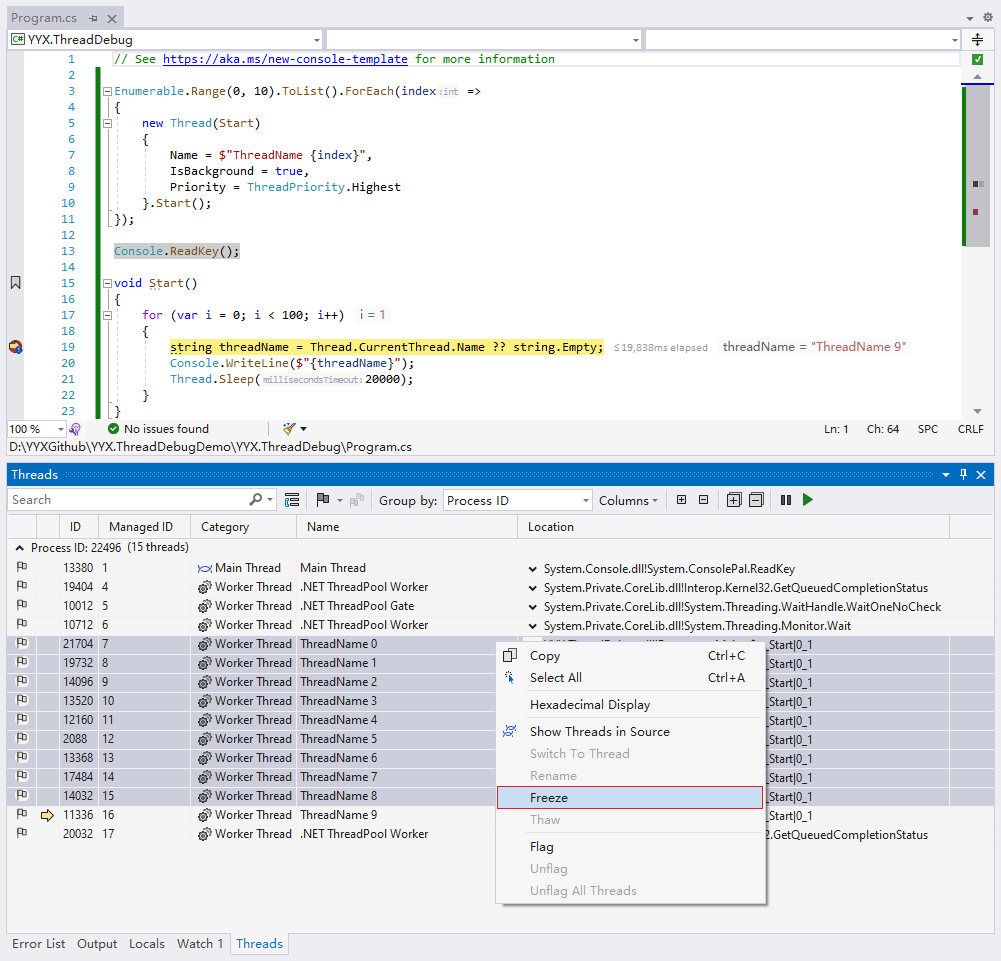 Program.cs
C# YYX.ThreadDebug
1 // See https://aka.ms/new-console-template for more information
2
3 Enumerable.Range(0, 10).ToList().ForEach(index:int =>
4 {
5 new Thread(Start)
6 {
7 Name = $"ThreadName {index}",
8 IsBackground = true,
9 Priority = ThreadPriority.Highest
10 }.Start();
11 });
12
13 Console.ReadKey();
14
15 void Start()
16 {
17 for (var i = 0; i < 100; i++) i = 1
18 {
19 string threadName = Thread.CurrentThread.Name ?? string.Empty; ≤19,838ms elapsed threadName = "ThreadName 9"
20 Console.WriteLine($"{threadName}");
21 Thread.Sleep(millisecondsTimeout:20000);
22 }
23 }
100 % No issues found Ln: 1 Ch: 64 SPC CRLF
D:\YYXGithub\YYX.ThreadDebugDemo\YYX.ThreadDebug\Program.cs
Threads
Search Group by: Process ID Columns
ID Managed ID Category Name Location
Process ID: 22496 (15 threads)
13380 1 Main Thread Main Thread System.Console.dll!System.ConsolePal.ReadKey
19404 4 Worker Thread .NET ThreadPool Worker System.Private.CoreLib.dll!Interop.Kernel32.GetQueuedCompletionStatus
10012 5 Worker Thread .NET ThreadPool Gate System.Private.CoreLib.dll!System.Threading.WaitHandle.WaitOneNoCheck
10712 6 Worker Thread .NET ThreadPool Worker System.Private.CoreLib.dll!System.Threading.Monitor.Wait
21704 7 Worker Thread ThreadName 0 _Start|0_1
19732 8 Worker Thread ThreadName 1 _Start|0_1
14096 9 Worker Thread ThreadName 2 _Start|0_1
13520 10 Worker Thread ThreadName 3 _Start|0_1
12160 11 Worker Thread ThreadName 4 _Start|0_1
2088 12 Worker Thread ThreadName 5 _Start|0_1
13368 13 Worker Thread ThreadName 6 _Start|0_1
17484 14 Worker Thread ThreadName 7 _Start|0_1
14032 15 Worker Thread ThreadName 8 _Start|0_1
11336 16 Worker Thread ThreadName 9 _Start|0_1
20032 17 Worker Thread .NET ThreadPool Worker 2.GetQueuedCompletionStatus
Copy Ctrl+C
Select All Ctrl+A
Hexadecimal Display
Show Threads in Source
Switch To Thread
Rename
Freeze
Thaw
Flag
Unflag
Unflag All Threads
Error List Output Locals Watch 1 Threads